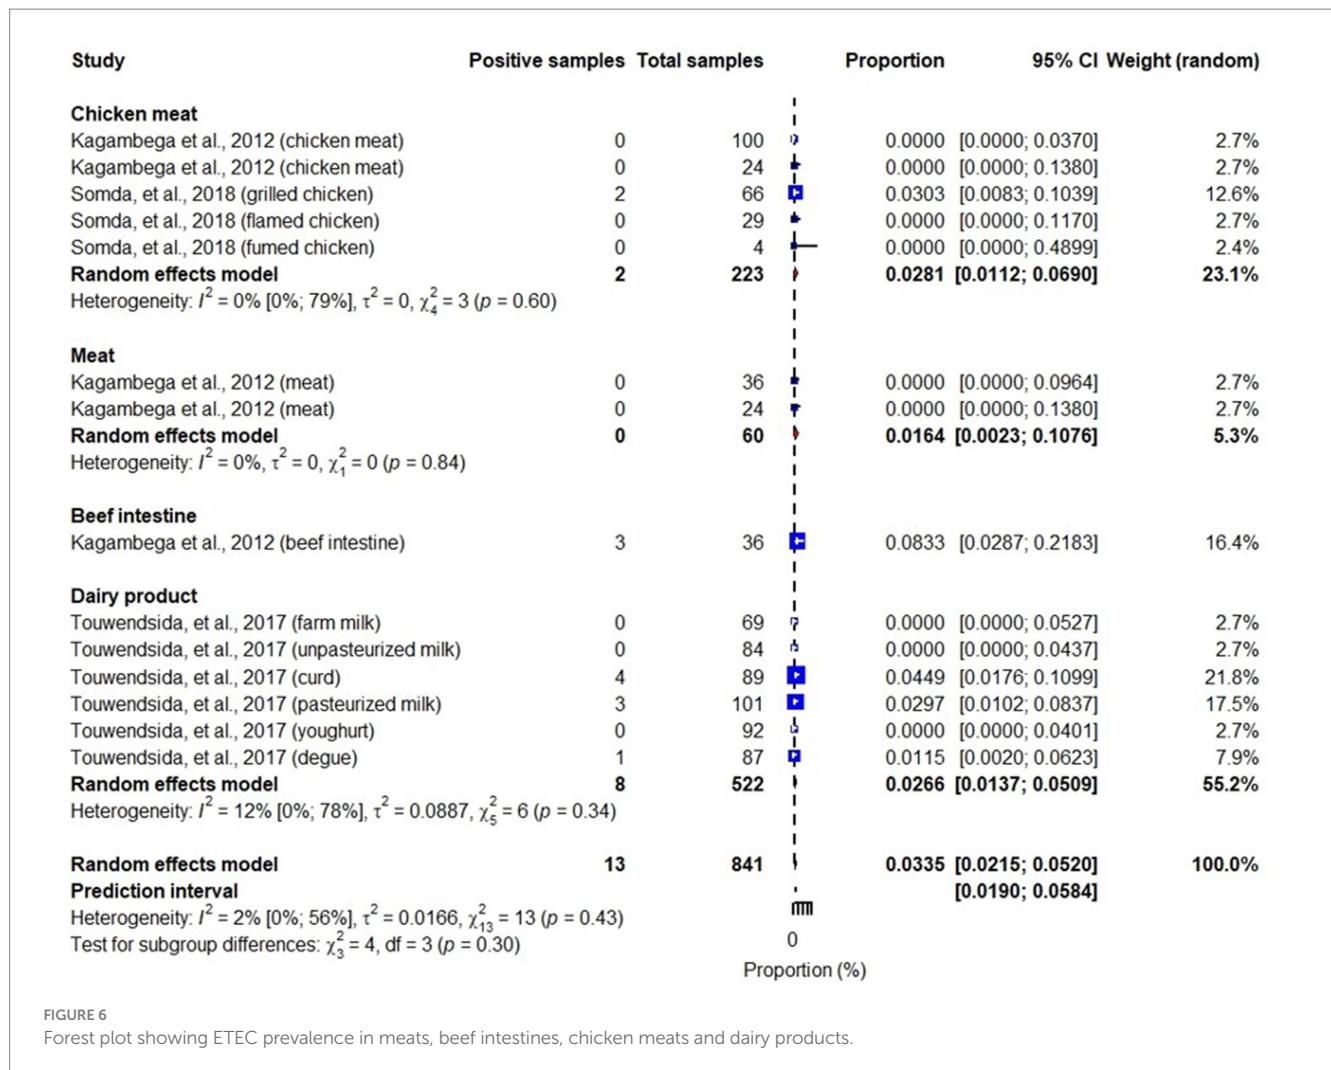 Study Positive samples Total samples Proportion 95% CI Weight (random)
Chicken meat
Kagambega et al., 2012 (chicken meat) 0 100 0.0000 [0.0000; 0.0370] 2.7%
Kagambega et al., 2012 (chicken meat) 0 24 0.0000 [0.0000; 0.1380] 2.7%
Somda, et al., 2018 (grilled chicken) 2 66 0.0303 [0.0083; 0.1039] 12.6%
Somda, et al., 2018 (flamed chicken) 0 29 0.0000 [0.0000; 0.1170] 2.7%
Somda, et al., 2018 (fumed chicken) 0 4 0.0000 [0.0000; 0.4899] 2.4%
Random effects model 2 223 0.0281 [0.0112; 0.0690] 23.1%
Heterogeneity: I² = 0% [0%; 79%], τ² = 0, χ²₄ = 3 (p = 0.60)
Meat
Kagambega et al., 2012 (meat) 0 36 0.0000 [0.0000; 0.0964] 2.7%
Kagambega et al., 2012 (meat) 0 24 0.0000 [0.0000; 0.1380] 2.7%
Random effects model 0 60 0.0164 [0.0023; 0.1076] 5.3%
Heterogeneity: I² = 0%, τ² = 0, χ²₁ = 0 (p = 0.84)
Beef intestine
Kagambega et al., 2012 (beef intestine) 3 36 0.0833 [0.0287; 0.2183] 16.4%
Dairy product
Touwendsida, et al., 2017 (farm milk) 0 69 0.0000 [0.0000; 0.0527] 2.7%
Touwendsida, et al., 2017 (unpasteurized milk) 0 84 0.0000 [0.0000; 0.0437] 2.7%
Touwendsida, et al., 2017 (curd) 4 89 0.0449 [0.0176; 0.1099] 21.8%
Touwendsida, et al., 2017 (pasteurized milk) 3 101 0.0297 [0.0102; 0.0837] 17.5%
Touwendsida, et al., 2017 (youghurt) 0 92 0.0000 [0.0000; 0.0401] 2.7%
Touwendsida, et al., 2017 (degue) 1 87 0.0115 [0.0020; 0.0623] 7.9%
Random effects model 8 522 0.0266 [0.0137; 0.0509] 55.2%
Heterogeneity: I² = 12% [0%; 78%], τ² = 0.0887, χ²₅ = 6 (p = 0.34)
Random effects model 13 841 0.0335 [0.0215; 0.0520] 100.0%
Prediction interval [0.0190; 0.0584]
Heterogeneity: I² = 2% [0%; 56%], τ² = 0.0166, χ²₁₃ = 13 (p = 0.43)
Test for subgroup differences: χ²₃ = 4, df = 3 (p = 0.30)
0
Proportion (%)
FIGURE 6
Forest plot showing ETEC prevalence in meats, beef intestines, chicken meats and dairy products.